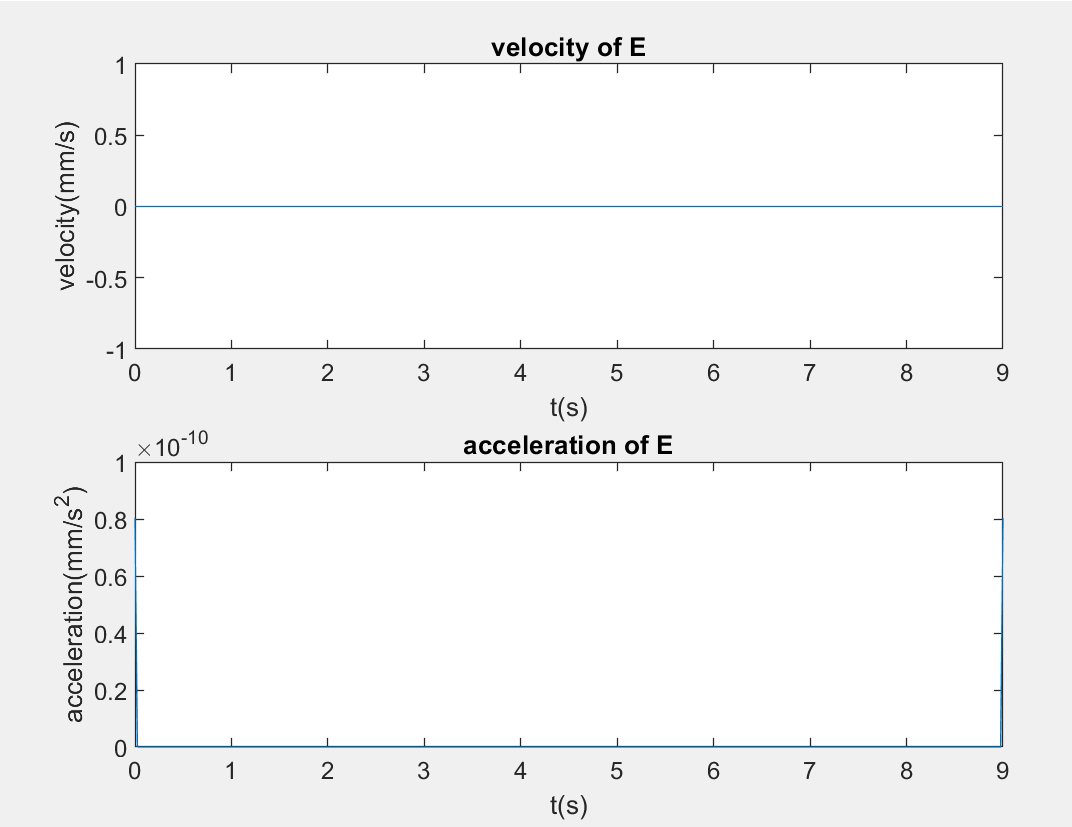 velocity of E
velocity(mm/s)
1
0.5
0
-0.5
-1
0 1 2 3 4 5 6 7 8 9
t(s)
×10^-10
acceleration of E
acceleration(mm/s^2)
1
0.8
0.6
0.4
0.2
0
0 1 2 3 4 5 6 7 8 9
t(s)